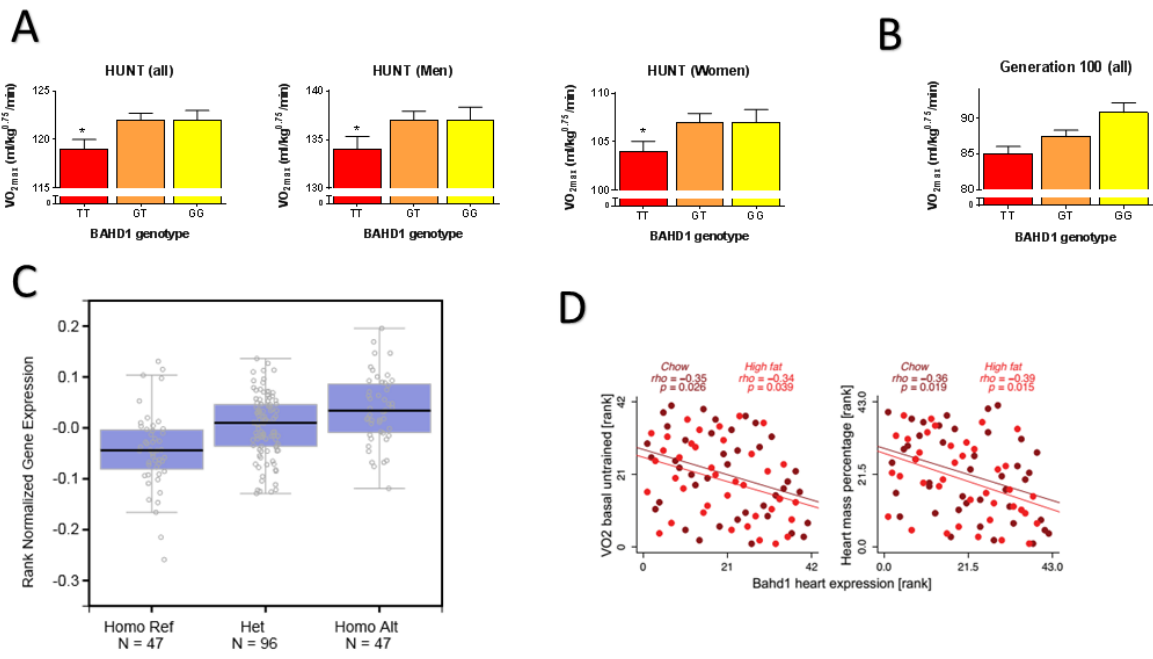 A
HUNT (all)
VO2max (ml/kg0.75/min)
125
120
115
0
TT
GT
GG
*
BAHD1 genotype
HUNT (Men)
VO2max (ml/kg0.75/min)
140
135
130
0
TT
GT
GG
*
BAHD1 genotype
HUNT (Women)
VO2max (ml/kg0.75/min)
110
105
100
0
TT
GT
GG
*
BAHD1 genotype
B
Generation 100 (all)
VO2max (ml/kg0.75/min)
90
85
80
0
TT
GT
GG
BAHD1 genotype
C
Rank Normalized Gene Expression
0.2
0.1
-0.0
-0.1
-0.2
-0.3
Homo Ref
N = 47
Het
N = 96
Homo Alt
N = 47
D
Chow
rho = −0.35
p = 0.026
High fat
rho = −0.34
p = 0.039
VO2 basal untrained [rank]
42
21
0
0
21
42
Chow
rho = −0.36
p = 0.019
High fat
rho = −0.39
p = 0.015
Heart mass percentage [rank]
43.0
21.5
0.0
0.0
21.5
43.0
Bahd1 heart expression [rank]